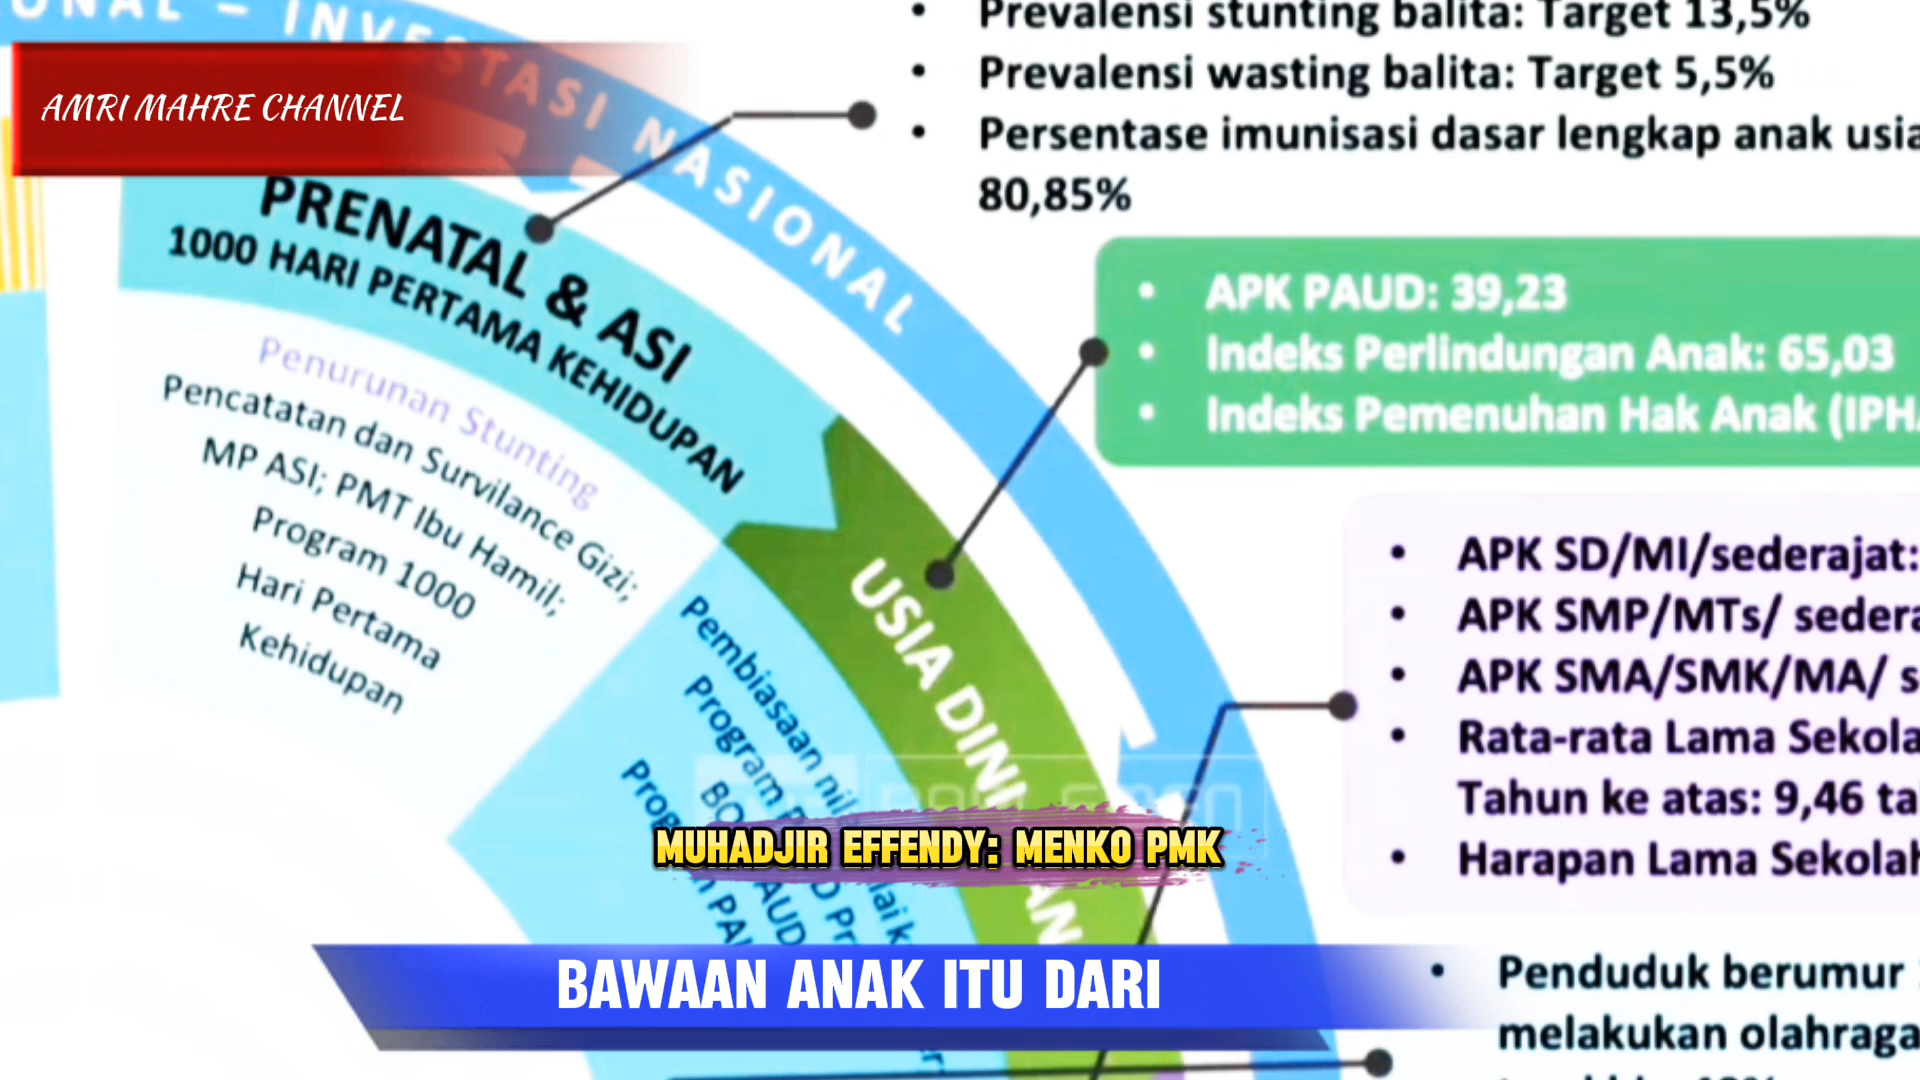 INVESTASI NASIONAL
AMRI MAHRE CHANNEL
• Prevalensi stunting balita: Target 13,5%
• Prevalensi wasting balita: Target 5,5%
• Persentase imunisasi dasar lengkap anak usia
80,85%
PRENATAL & ASI
1000 HARI PERTAMA KEHIDUPAN
Penurunan Stunting
Pencatatan dan Survilance Gizi;
MP ASI; PMT Ibu Hamil;
Program 1000
Hari Pertama
Kehidupan
• APK PAUD: 39,23
• Indeks Perlindungan Anak: 65,03
• Indeks Pemenuhan Hak Anak
USIA DINI
Pembiasaan
Program
• APK SD/MI/sederajat:
• APK SMP/MTs/
• APK SMA/SMK/MA/
• Rata-rata Lama
Tahun ke atas: 9,46
• Harapan Lama
MUHADJIR EFFENDY: MENKO PMK
BAWAAN ANAK ITU DARI
• Penduduk berumur
melakukan olahraga